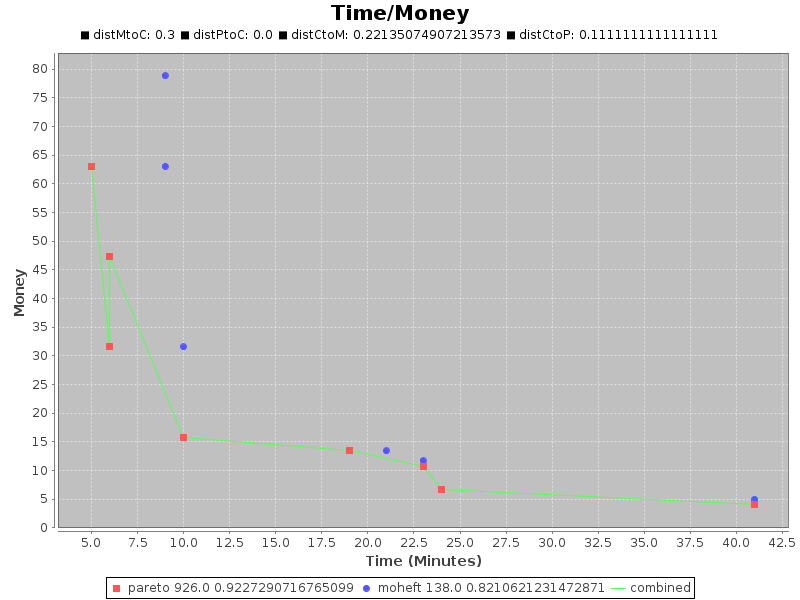 Time/Money
distMtoC: 0.3 distPtoC: 0.0 distCtoM: 0.22135074907213573 distCtoP: 0.1111111111111111
80
75
70
65
60
55
50
45
40
35
30
25
20
15
10
5
0
Money
5.0 7.5 10.0 12.5 15.0 17.5 20.0 22.5 25.0 27.5 30.0 32.5 35.0 37.5 40.0 42.5
Time (Minutes)
pareto 926.0 0.9227290716765099 moheft 138.0 0.8210621231472871 combined